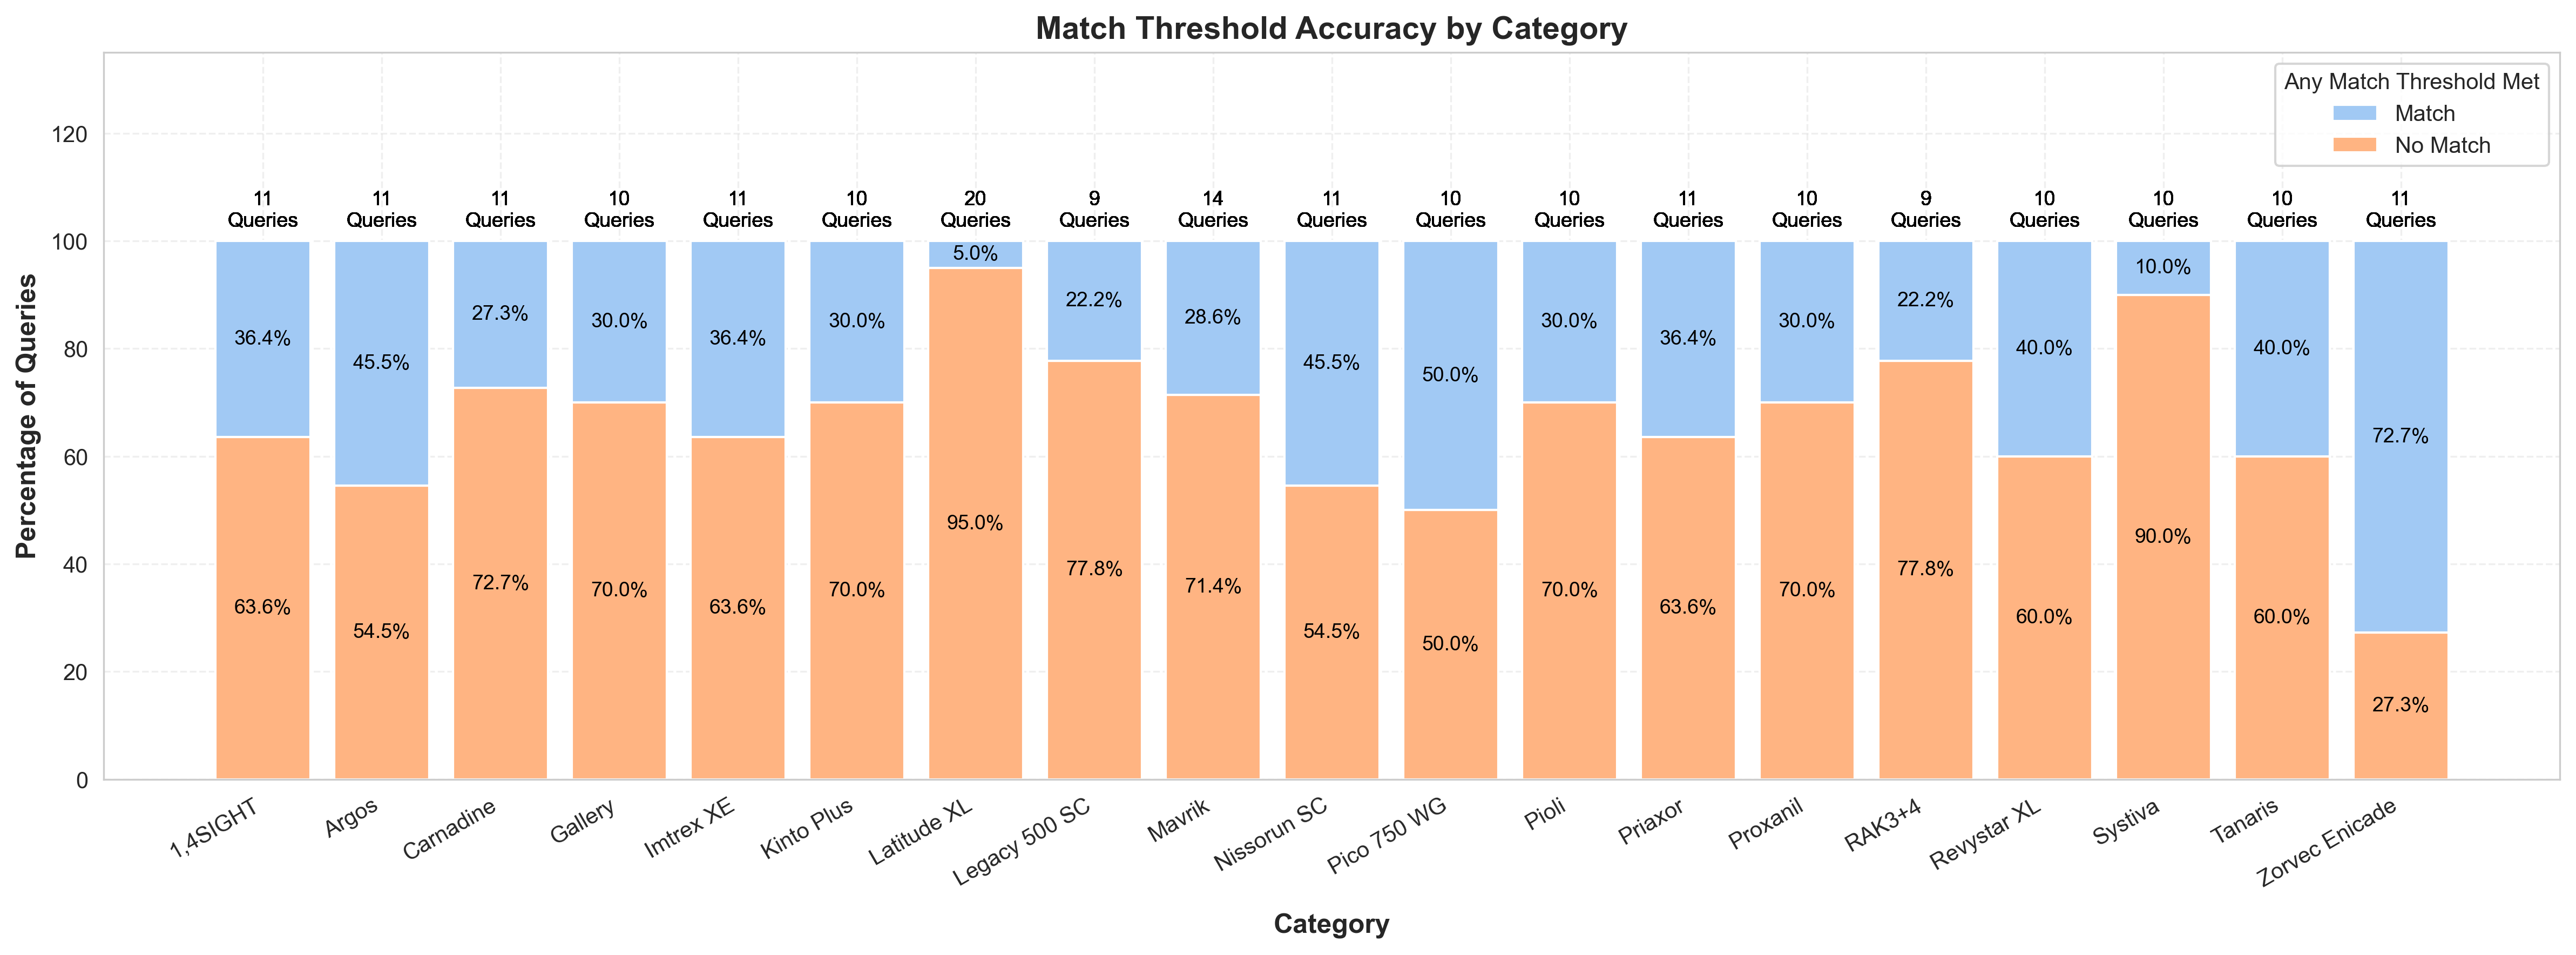 Match Threshold Accuracy by Category
Any Match Threshold Met
Match
No Match
Percentage of Queries
120
100
80
60
40
20
0
11
Queries
11
Queries
11
Queries
10
Queries
11
Queries
10
Queries
20
Queries
9
Queries
14
Queries
11
Queries
10
Queries
10
Queries
11
Queries
10
Queries
9
Queries
10
Queries
10
Queries
10
Queries
11
Queries
36.4%
45.5%
27.3%
30.0%
36.4%
30.0%
5.0%
22.2%
28.6%
45.5%
50.0%
30.0%
36.4%
30.0%
22.2%
40.0%
10.0%
40.0%
72.7%
63.6%
54.5%
72.7%
70.0%
63.6%
70.0%
95.0%
77.8%
71.4%
54.5%
50.0%
70.0%
63.6%
70.0%
77.8%
60.0%
90.0%
60.0%
27.3%
1,4SIGHT
Argos
Carnadine
Gallery
Imtrex XE
Kinto Plus
Latitude XL
Legacy 500 SC
Mavrik
Nissorun SC
Pico 750 WG
Pioli
Priaxor
Proxanil
RAK3+4
Revystar XL
Systiva
Tanaris
Zorvec Enicade
Category